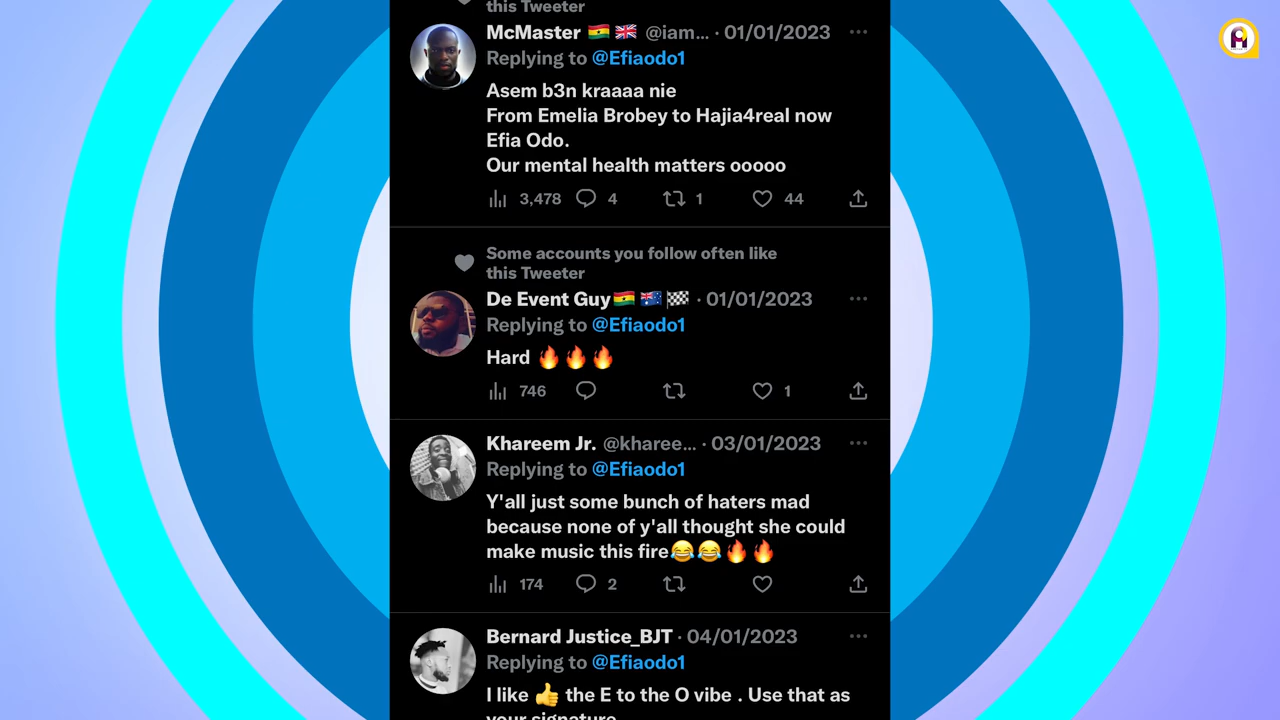 this Tweeter
McMaster 🇬🇭 🇬🇧 @iam... · 01/01/2023 ...
Replying to @Efiaodo1
Asem b3n kraaaa nie
From Emelia Brobey to Hajia4real now
Efia Odo.
Our mental health matters ooooo
3,478 4 1 44
Some accounts you follow often like
this Tweeter
De Event Guy🇬🇭 🇦🇺 🏁 · 01/01/2023 ...
Replying to @Efiaodo1
Hard 🔥🔥🔥
746 1
Khareem Jr. @kharee... · 03/01/2023 ...
Replying to @Efiaodo1
Y'all just some bunch of haters mad
because none of y'all thought she could
make music this fire😂😂🔥🔥
174 2
Bernard Justice_BJT · 04/01/2023 ...
Replying to @Efiaodo1
I like 👍 the E to the O vibe . Use that as
your signature